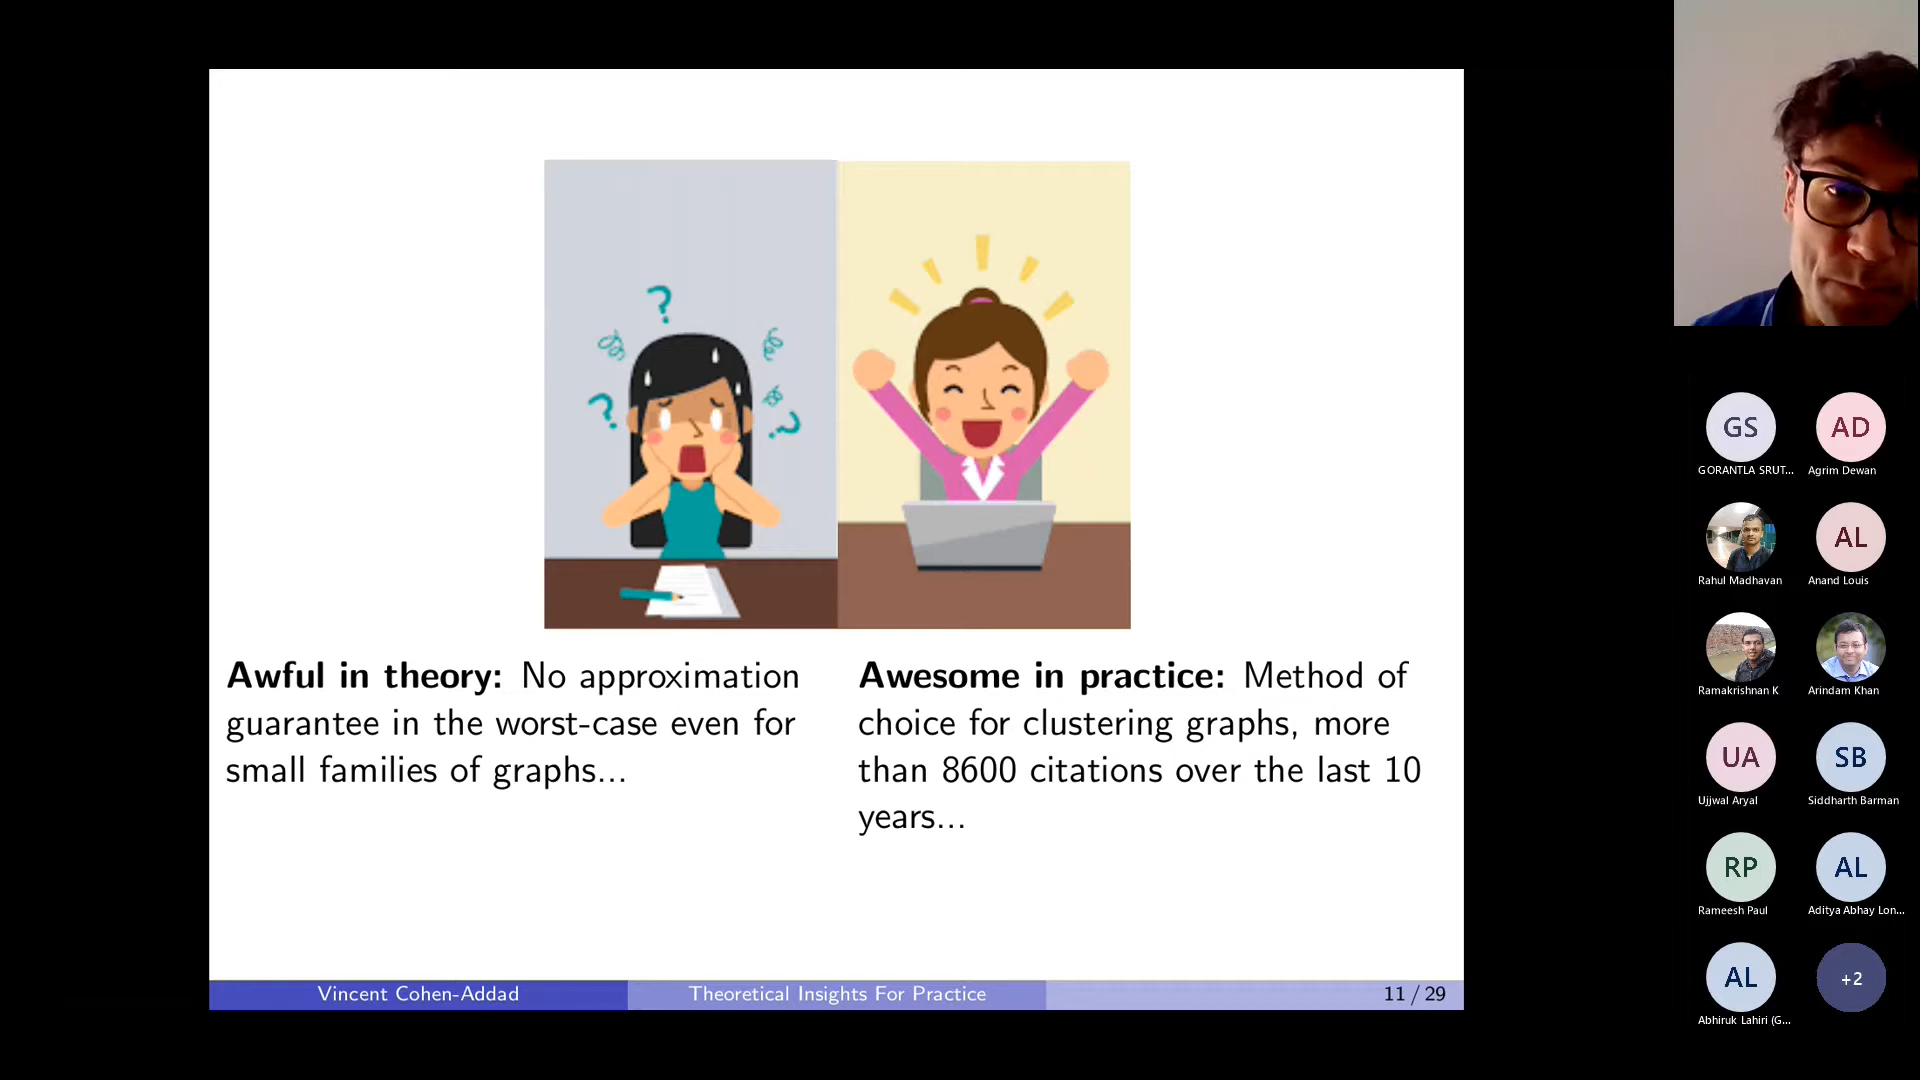 ? ? ?
Awful in theory: No approximation
guarantee in the worst-case even for
small families of graphs...
Awesome in practice: Method of
choice for clustering graphs, more
than 8600 citations over the last 10
years...
Vincent Cohen-Addad
Theoretical Insights For Practice
11 / 29
GS
AD
GORANTLA SRUT...
Agrim Dewan
AL
Rahul Madhavan
Anand Louis
Ramakrishnan K
Arindam Khan
UA
SB
Ujjwal Aryal
Siddharth Barman
RP
AL
Rameesh Paul
Aditya Abhay Lon...
AL
+2
Abhiruk Lahiri (G...